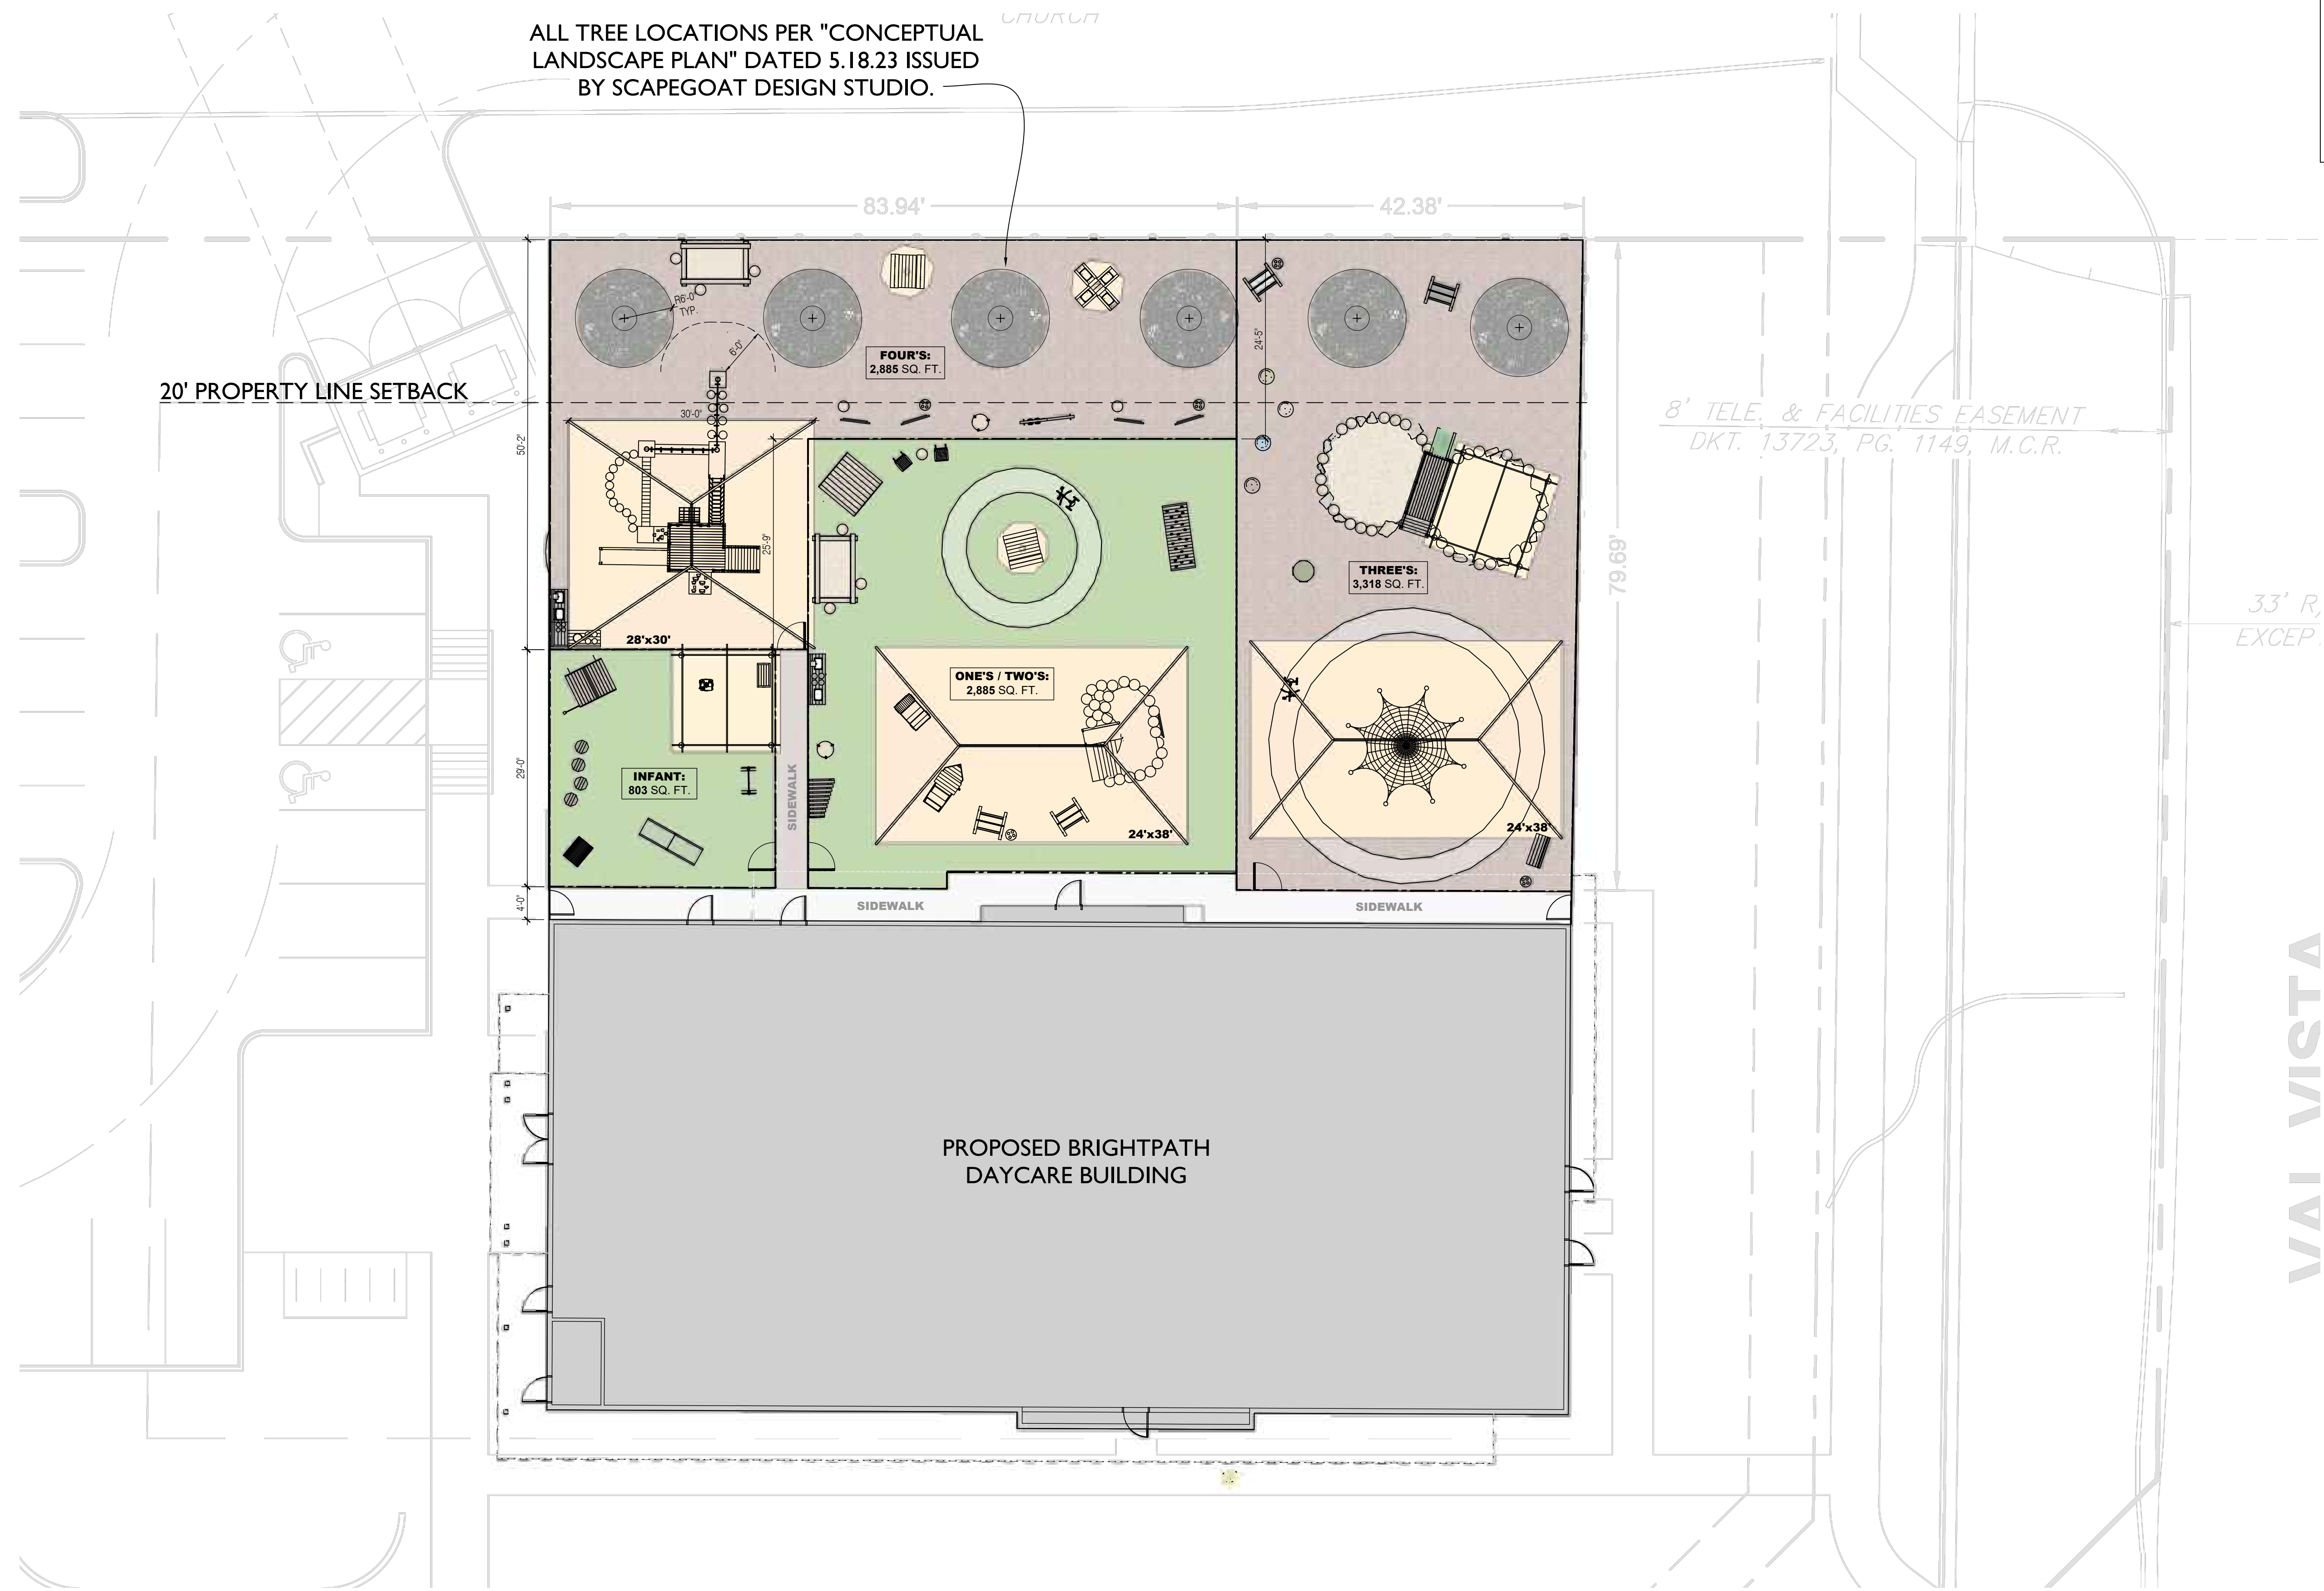 CHURCH
ALL TREE LOCATIONS PER "CONCEPTUAL
LANDSCAPE PLAN" DATED 5.18.23 ISSUED
BY SCAPEGOAT DESIGN STUDIO.
83.94'
42.38'
R6'-0"
TYP.
6'-0"
24'-5"
FOUR'S:
2,885 SQ. FT.
20' PROPERTY LINE SETBACK
30'-0"
50'-2"
8' TELE. & FACILITIES EASEMENT
DKT. 13723, PG. 1149, M.C.R.
25'-9"
THREE'S:
3,318 SQ. FT.
79.69'
33' R/
EXCEP
28'x30'
ONE'S / TWO'S:
2,885 SQ. FT.
INFANT:
803 SQ. FT.
29'-0"
SIDEWALK
24'x38'
24'x38'
4'-0"
SIDEWALK
SIDEWALK
VAL VISTA
PROPOSED BRIGHTPATH
DAYCARE BUILDING